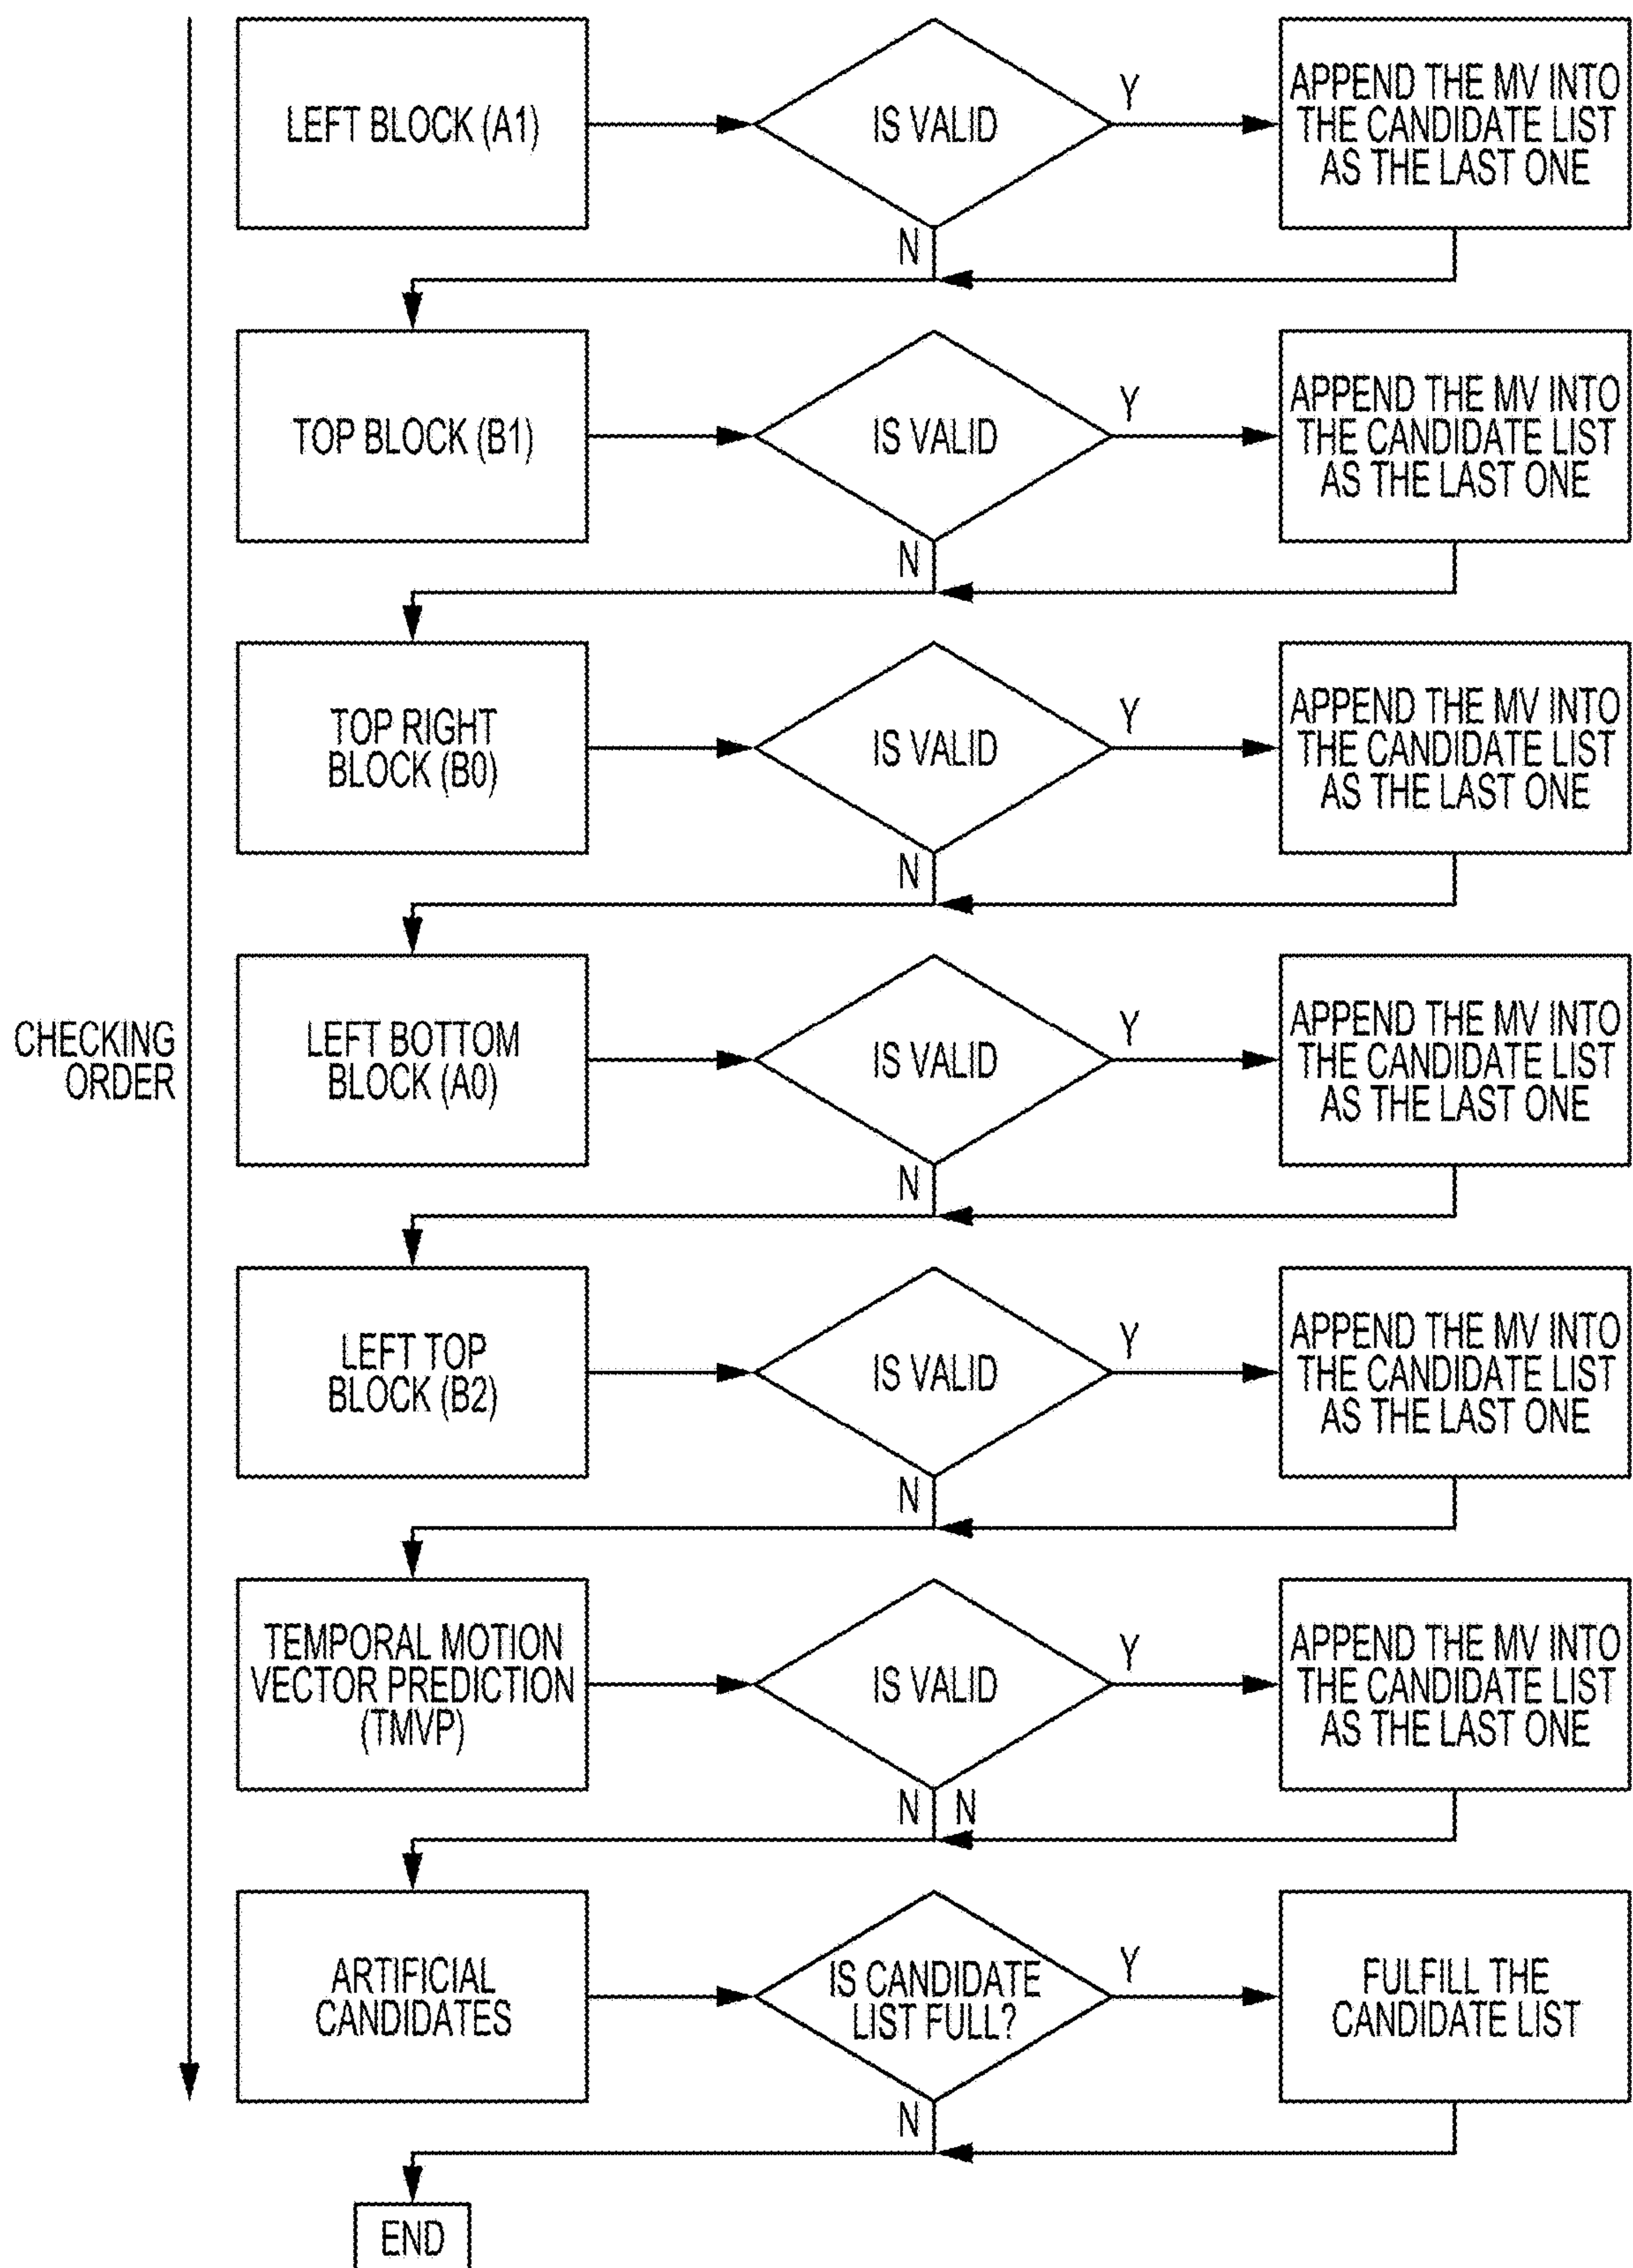 LEFT BLOCK (A1)
IS VALID
Y
APPEND THE MV INTO
THE CANDIDATE LIST
AS THE LAST ONE
N
TOP BLOCK (B1)
IS VALID
Y
APPEND THE MV INTO
THE CANDIDATE LIST
AS THE LAST ONE
N
TOP RIGHT
BLOCK (B0)
IS VALID
Y
APPEND THE MV INTO
THE CANDIDATE LIST
AS THE LAST ONE
N
CHECKING
ORDER
LEFT BOTTOM
BLOCK (A0)
IS VALID
Y
APPEND THE MV INTO
THE CANDIDATE LIST
AS THE LAST ONE
N
LEFT TOP
BLOCK (B2)
IS VALID
Y
APPEND THE MV INTO
THE CANDIDATE LIST
AS THE LAST ONE
N
TEMPORAL MOTION
VECTOR PREDICTION
(TMVP)
IS VALID
Y
APPEND THE MV INTO
THE CANDIDATE LIST
AS THE LAST ONE
N N
ARTIFICIAL
CANDIDATES
IS CANDIDATE
LIST FULL?
Y
FULFILL THE
CANDIDATE LIST
N
END